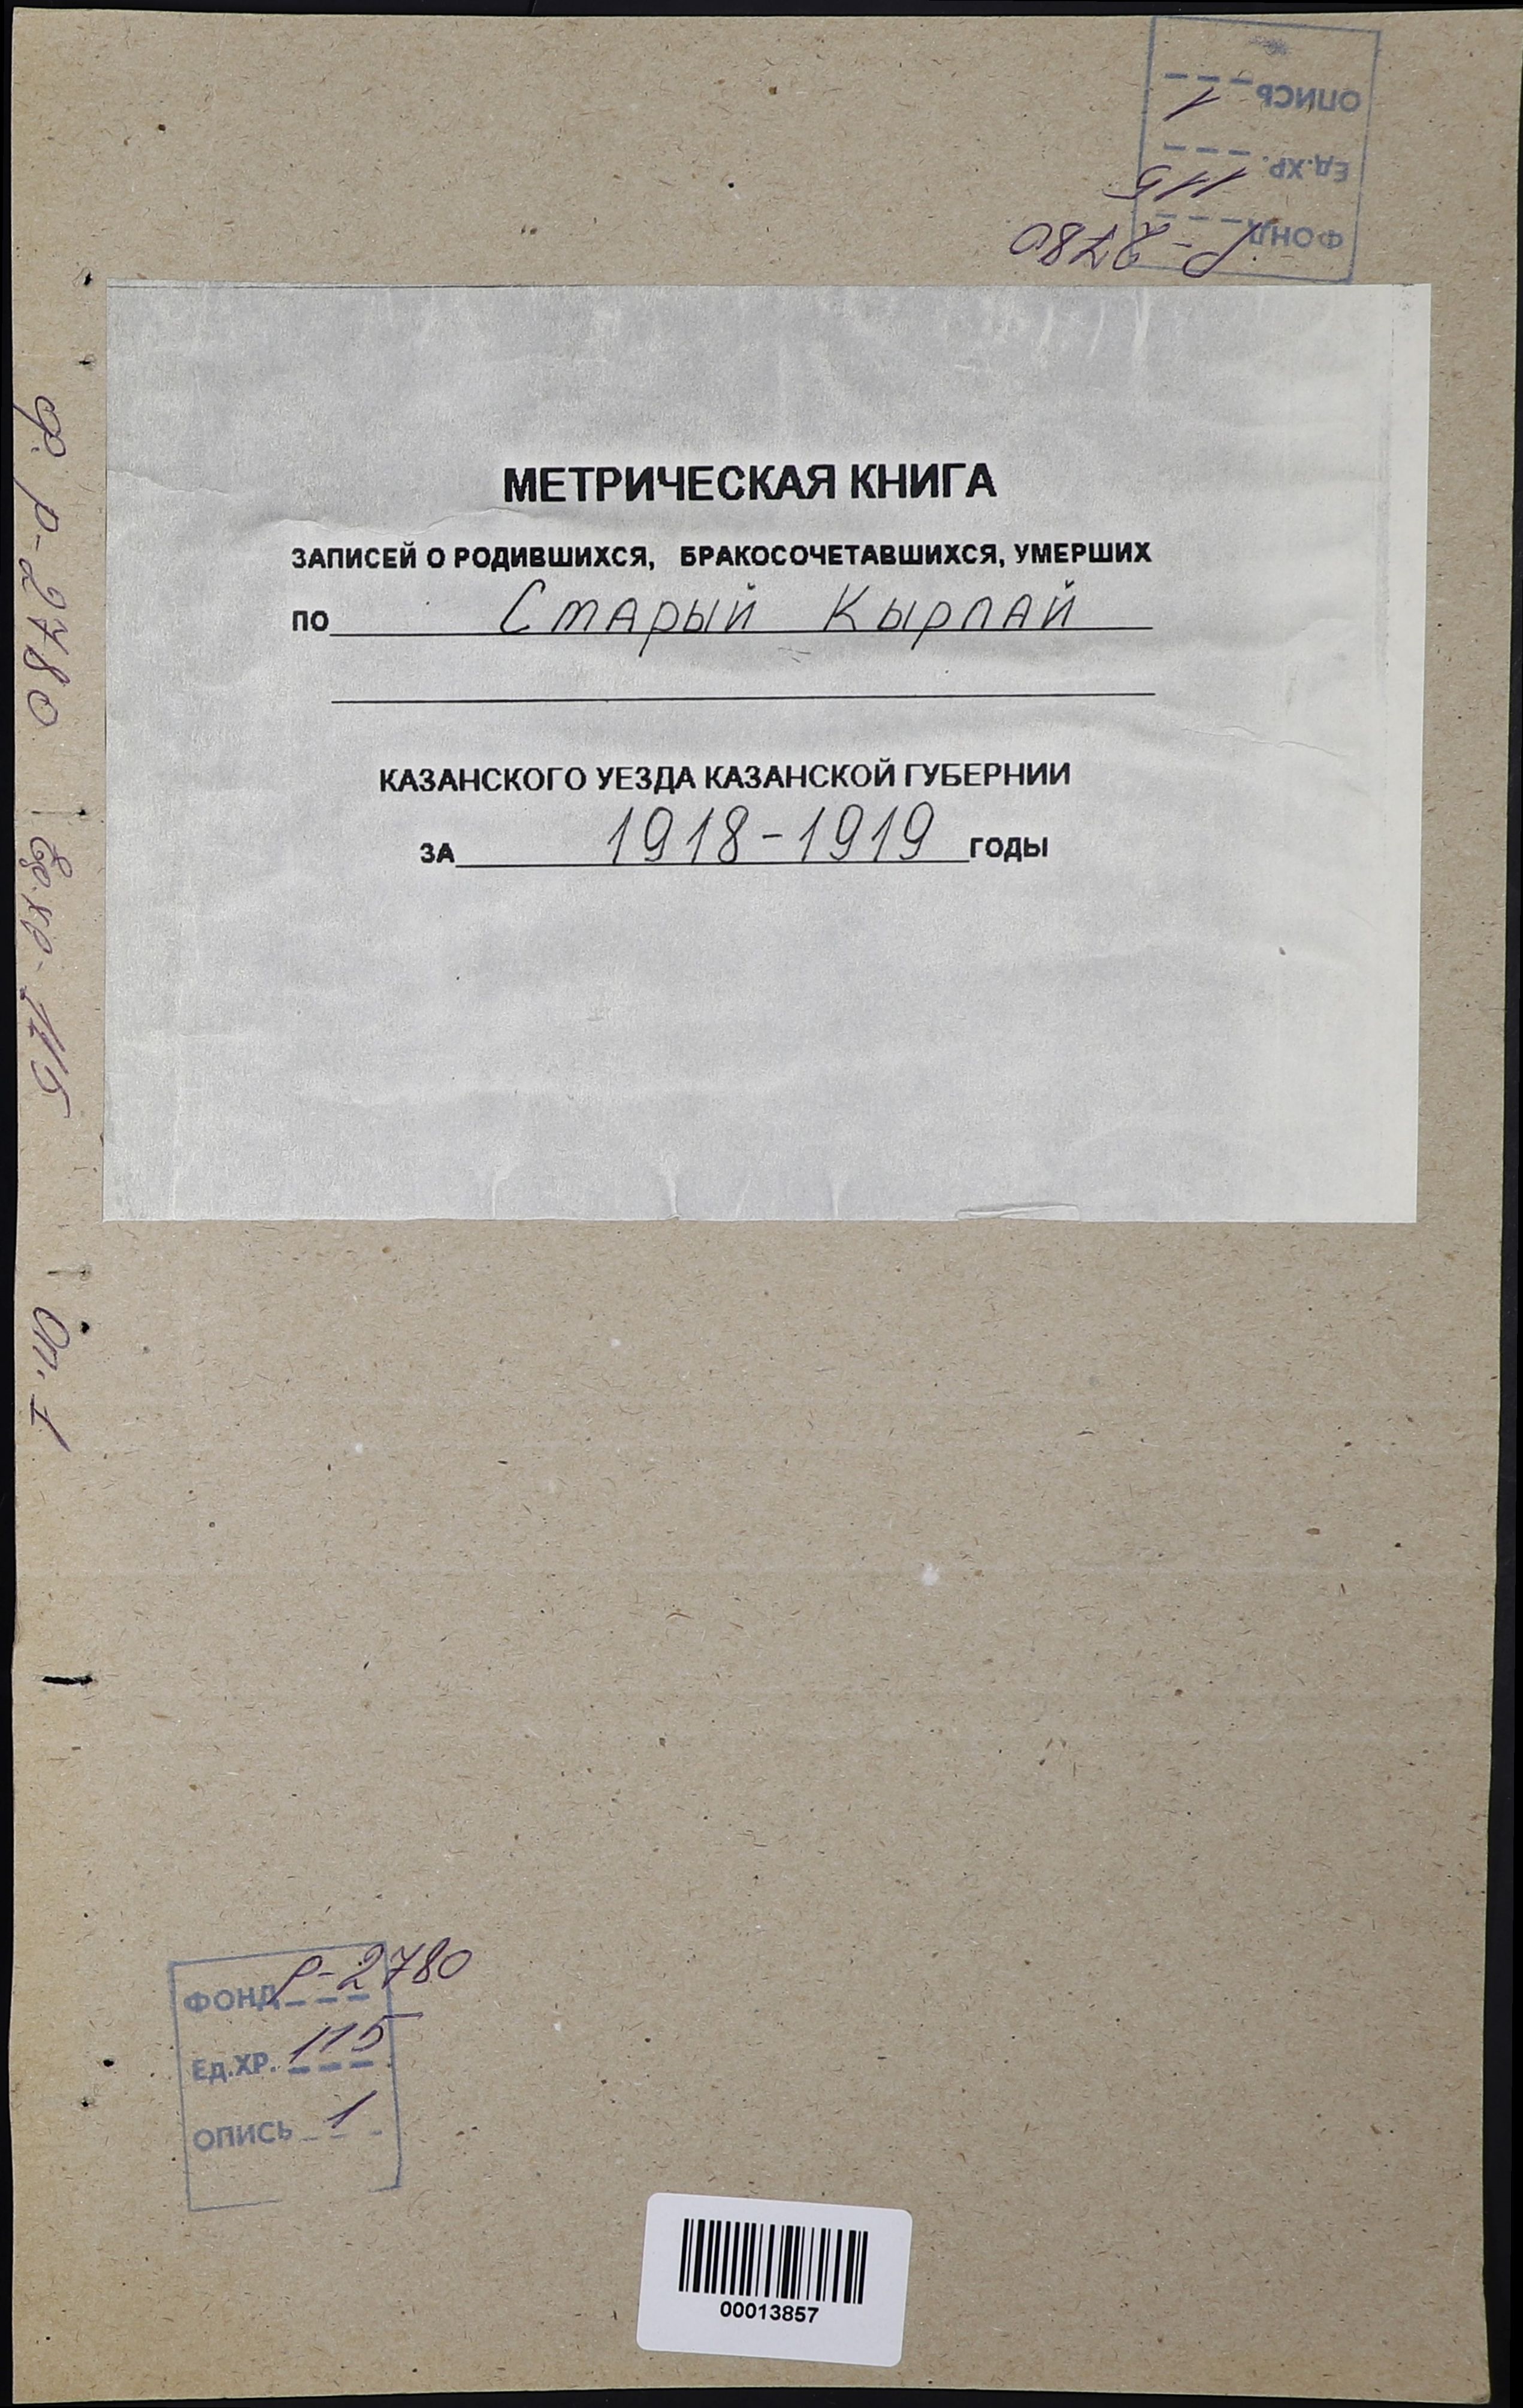 ОПИСЬ 1
Ед.ХР. 115
ФОНД Р-2780
Ф. Р-2780 Ед.хр-115 Оп. 1
МЕТРИЧЕСКАЯ КНИГА
ЗАПИСЕЙ О РОДИВШИХСЯ, БРАКОСОЧЕТАВШИХСЯ, УМЕРШИХ
ПО Старый Кырлай
КАЗАНСКОГО УЕЗДА КАЗАНСКОЙ ГУБЕРНИИ
ЗА 1918-1919 ГОДЫ
ФОНД Р-2780
Ед.ХР. 115
ОПИСЬ 1
00013857